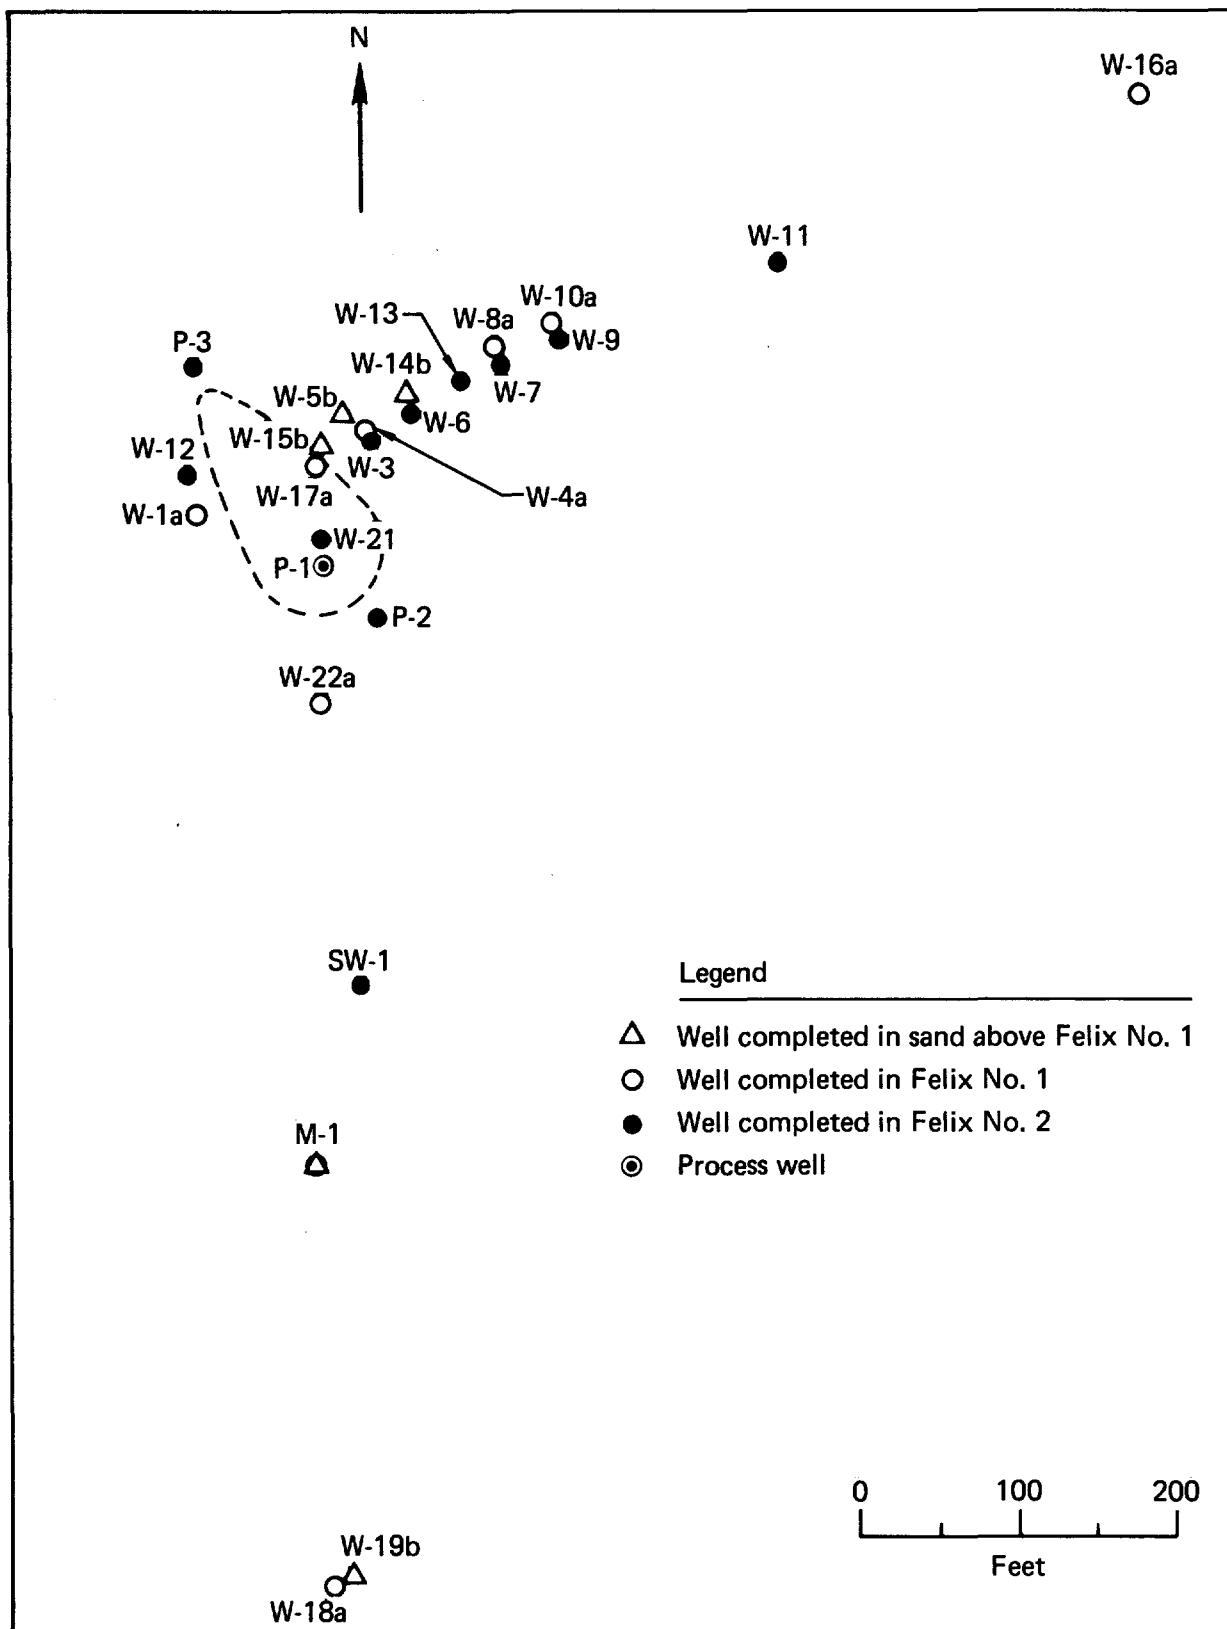 N
W-16a
W-11
W-10a
W-13
W-8a
W-9
P-3
W-14b
W-7
W-5b
W-6
W-15b
W-12
W-3
W-17a
W-4a
W-1a
W-21
P-1
P-2
W-22a
SW-1
Legend
Well completed in sand above Felix No. 1
Well completed in Felix No. 1
Well completed in Felix No. 2
Process well
M-1
0 100 200
Feet
W-19b
W-18a